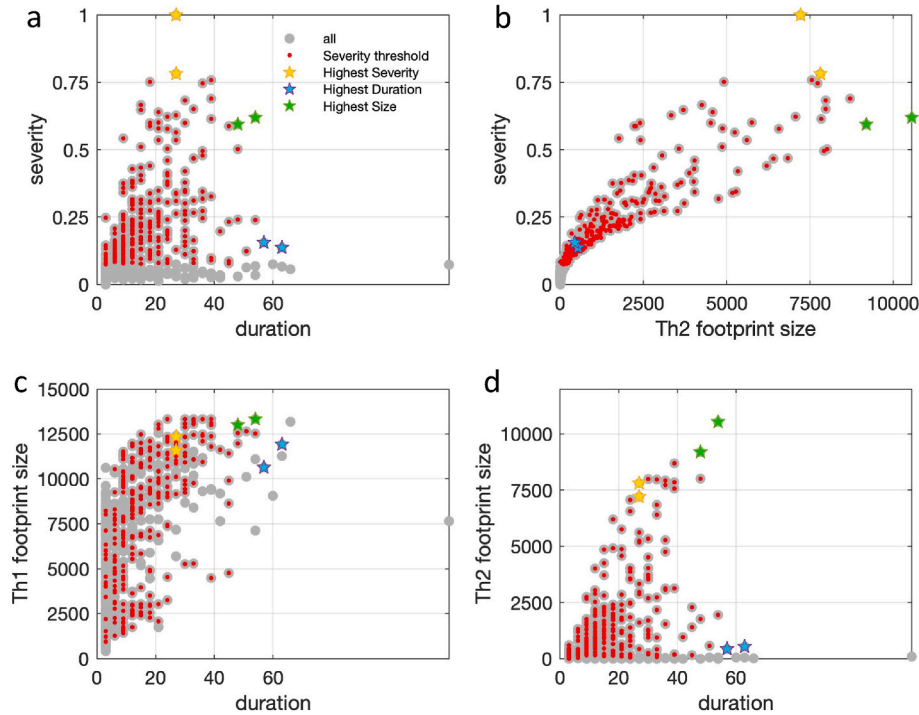 a
1
0.75
0.5
0.25
0
severity
0 20 40 60
duration
all
Severity threshold
Highest Severity
Highest Duration
Highest Size
b
1
0.75
0.5
0.25
0
severity
0 2500 5000 7500 10000
Th2 footprint size
c
15000
12500
10000
7500
5000
2500
0
Th1 footprint size
0 20 40 60
duration
d
10000
7500
5000
2500
0
Th2 footprint size
0 20 40 60
duration